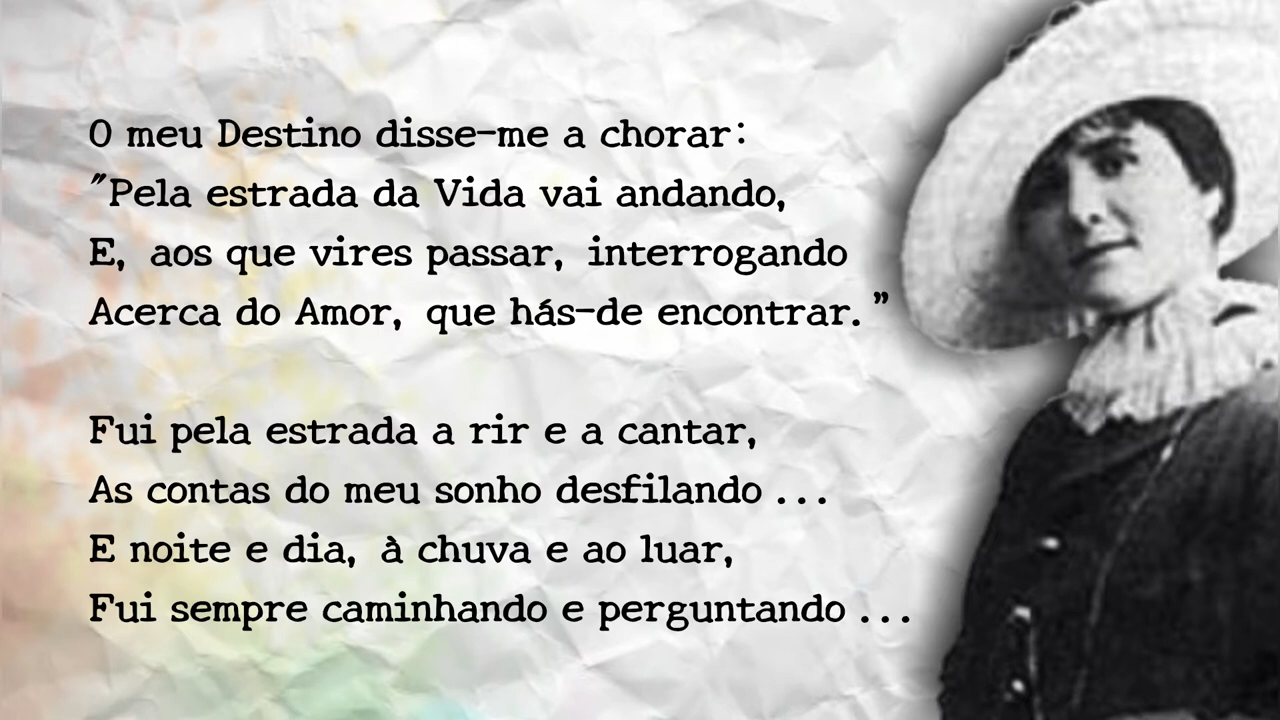 O meu Destino disse-me a chorar:
"Pela estrada da Vida vai andando,
E, aos que vires passar, interrogando
Acerca do Amor, que hás-de encontrar."
Fui pela estrada a rir e a cantar,
As contas do meu sonho desfilando ...
E noite e dia, à chuva e ao luar,
Fui sempre caminhando e perguntando ...